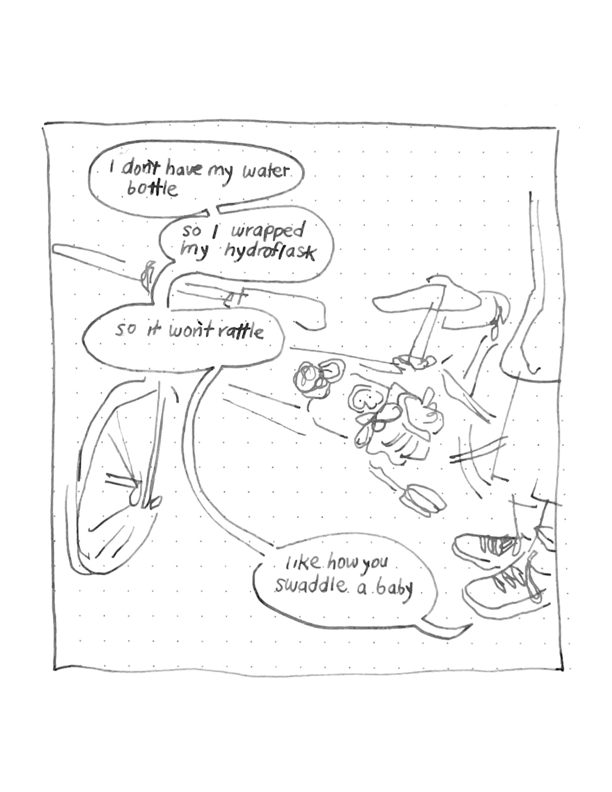 I don't have my water
bottle
so I wrapped
my hydroflask
so it won't rattle
like how you
swaddle a baby